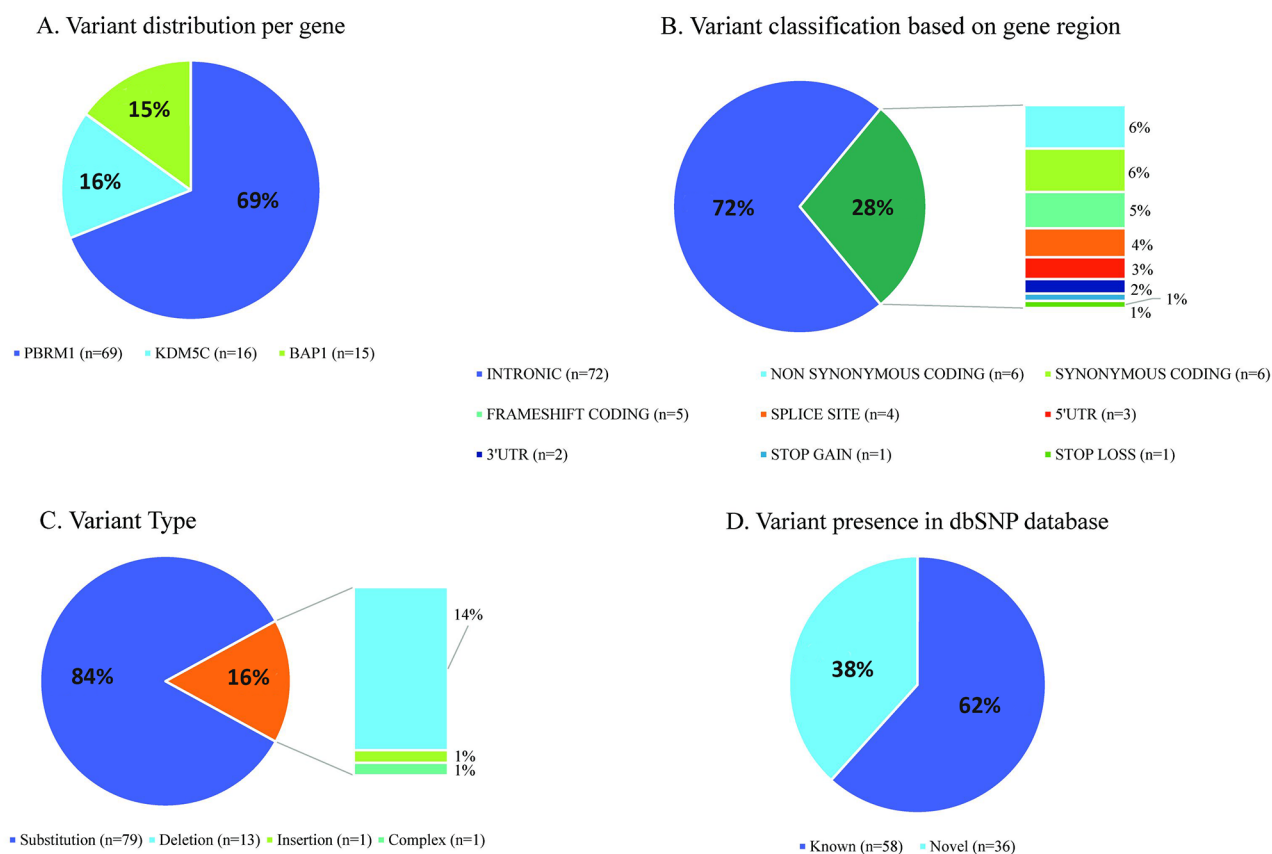 A. Variant distribution per gene
15%
16%
69%
PBRM1 (n=69) KDM5C (n=16) BAP1 (n=15)
B. Variant classification based on gene region
72%
28%
6%
6%
5%
4%
3%
2%
1%
1%
INTRONIC (n=72) NON SYNONYMOUS CODING (n=6) SYNONYMOUS CODING (n=6)
FRAMESHIFT CODING (n=5) SPLICE SITE (n=4) 5'UTR (n=3)
3'UTR (n=2) STOP GAIN (n=1) STOP LOSS (n=1)
C. Variant Type
84%
16%
14%
1%
1%
Substitution (n=79) Deletion (n=13) Insertion (n=1) Complex (n=1)
D. Variant presence in dbSNP database
38%
62%
Known (n=58) Novel (n=36)